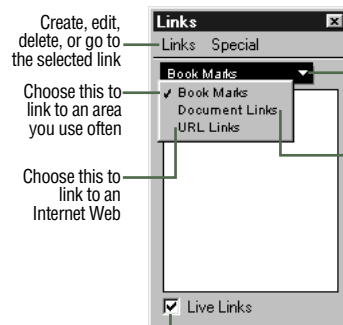 Create, edit,
delete, or go to
the selected link
Choose this to
link to an area
you use often
Choose this to
link to an
Internet Web
Links
Links Special
Book Marks
Book Marks
Document Links
URL Links
Live Links